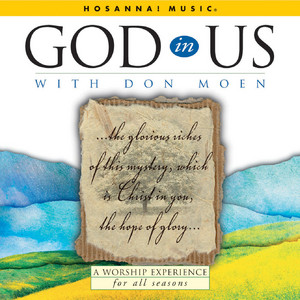 HOSANNA! MUSIC®
GOD in US
WITH DON MOEN
...the glorious riches
of this mystery, which
is Christ in you,
the hope of glory...
A WORSHIP EXPERIENCE
for all seasons